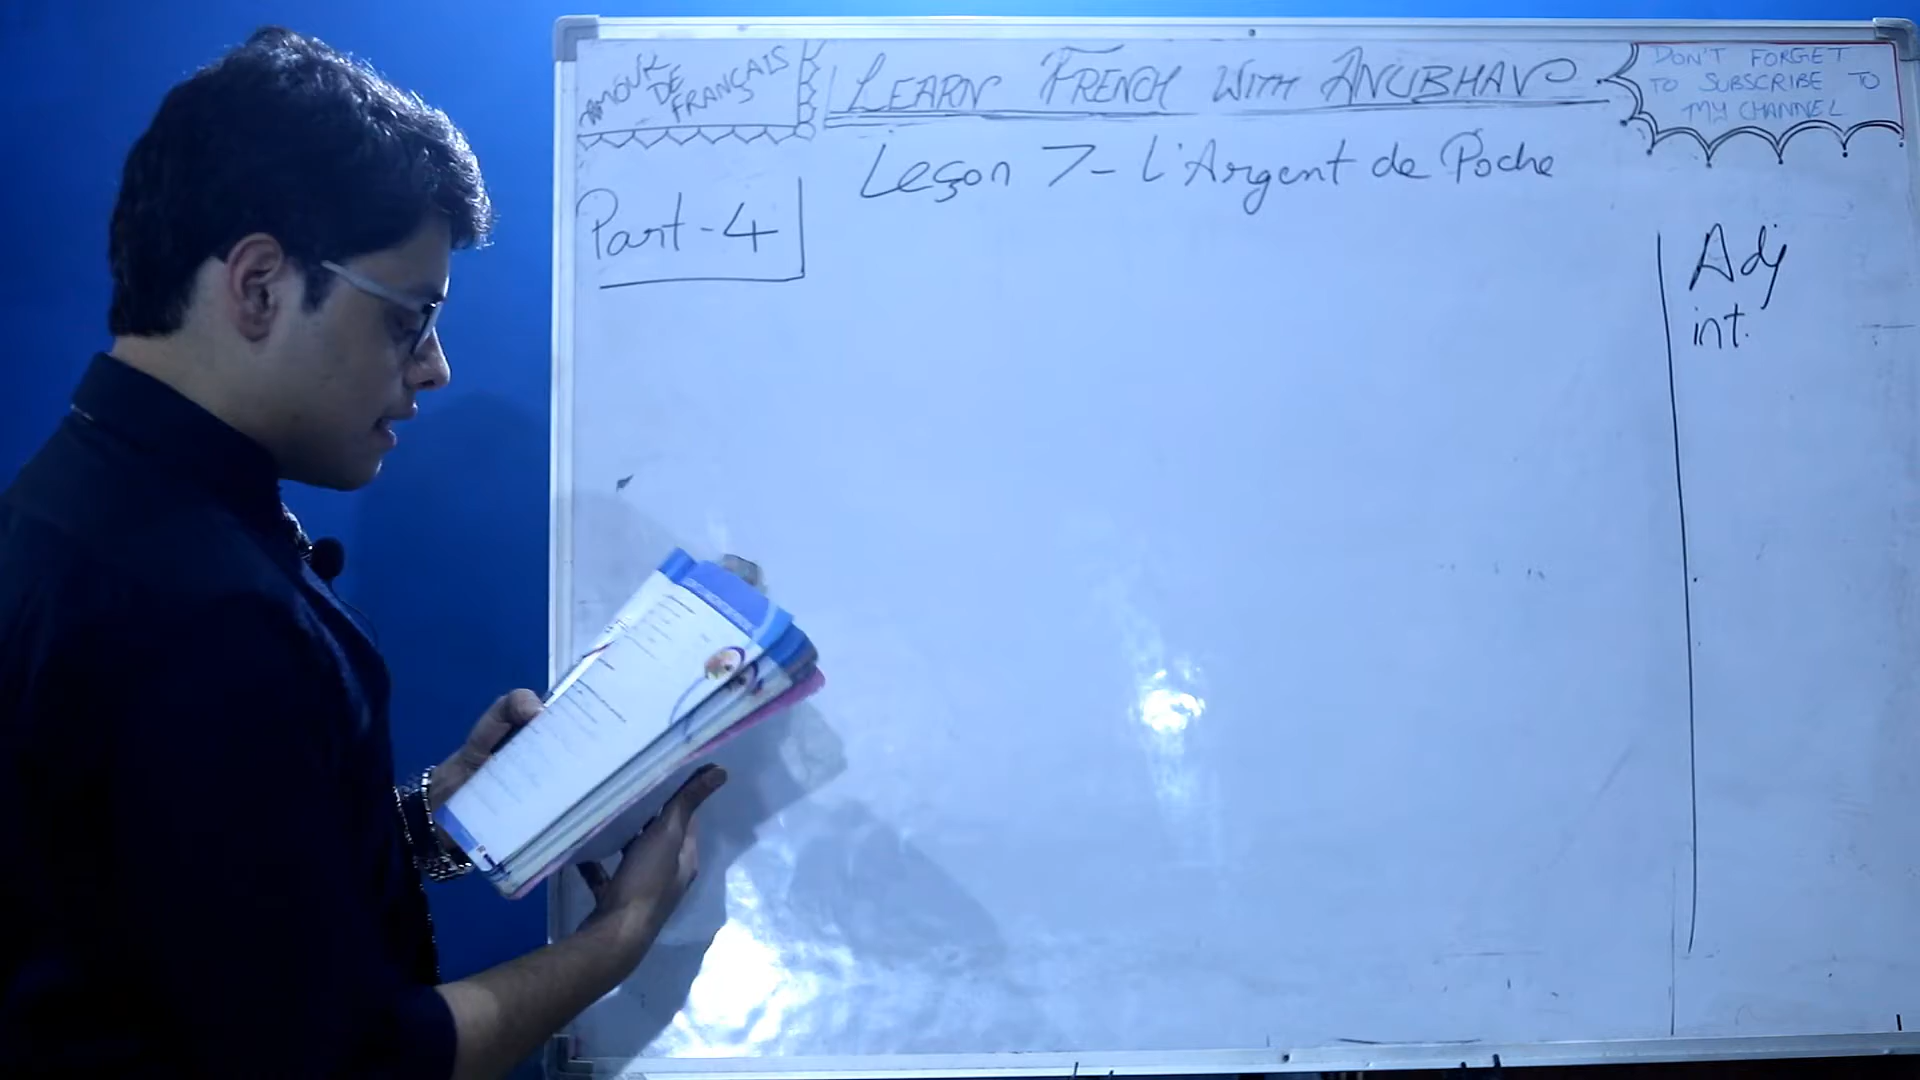 AMOUR
DE
FRANÇAIS
LEARN FRENCH WITH ANUBHAV
DON'T FORGET
TO SUBSCRIBE TO
MY CHANNEL
Leçon 7- L'Argent de Poche
Part-4
Adj
int.